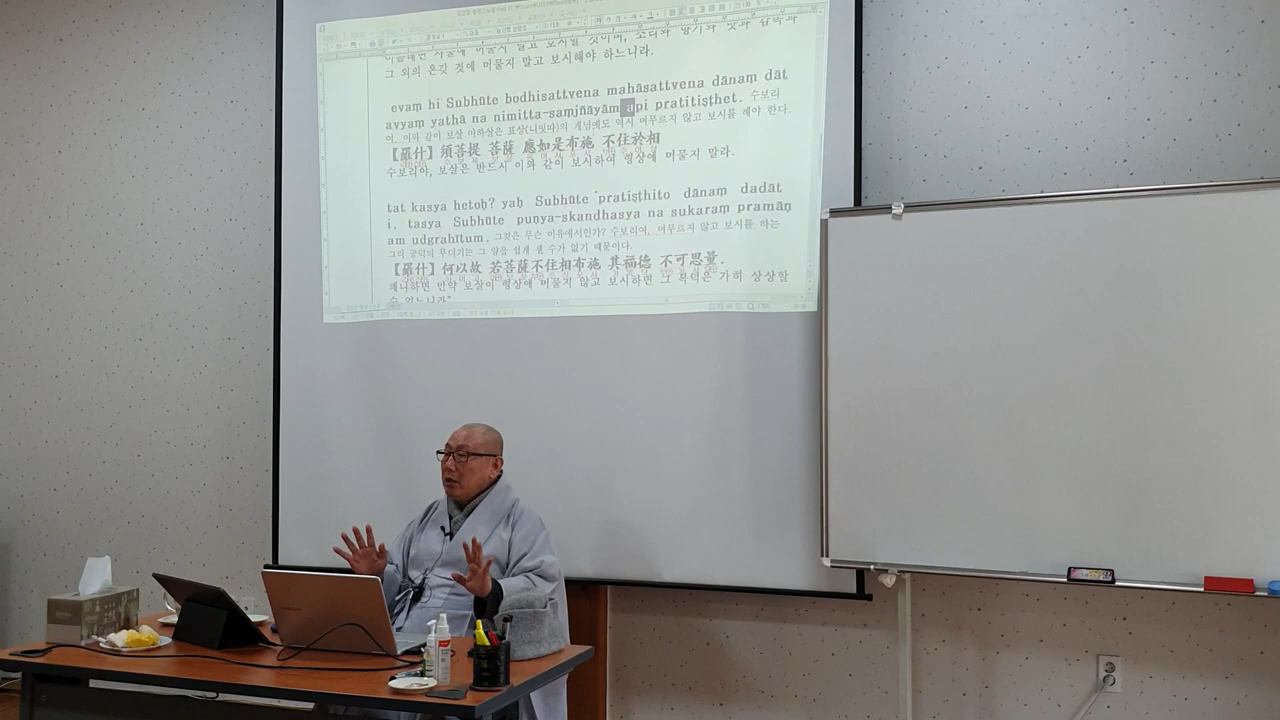 그 외의 온갖 것에 머물지 말고 보시해야 하느니라.
evaṃ hi Subhūte bodhisattvena mahāsattvena dānaṃ dāt
avyaṃ yathā na nimitta-saṃjñāyām api pratitiṣṭhet. 수보리
여, 이와 같이 보살 마하살은 표상(니밋따)의 개념에도 역시 머무르지 않고 보시를 해야 한다.
【羅什】須菩提 菩薩 應如是布施 不住於相
수보리야, 보살은 반드시 이와 같이 보시하여 형상에 머물지 말라.
tat kasya hetoḥ? yaḥ Subhūte 'pratiṣṭhito dānaṃ dadāt
i, tasya Subhūte puṇya-skandhasya na sukaraṃ pramāṇ
am udgrahītum. 그것은 무슨 이유에서인가? 수보리여, 머무르지 않고 보시를 하는
그의 공덕의 무더기는 그 양을 쉽게 셀 수가 없기 때문이다.
【羅什】何以故 若菩薩不住相布施 其福德 不可思量.
왜냐하면 만약 보살이 형상에 머물지 않고 보시하면 그 복덕은 가히 상상할
수 없느니라"